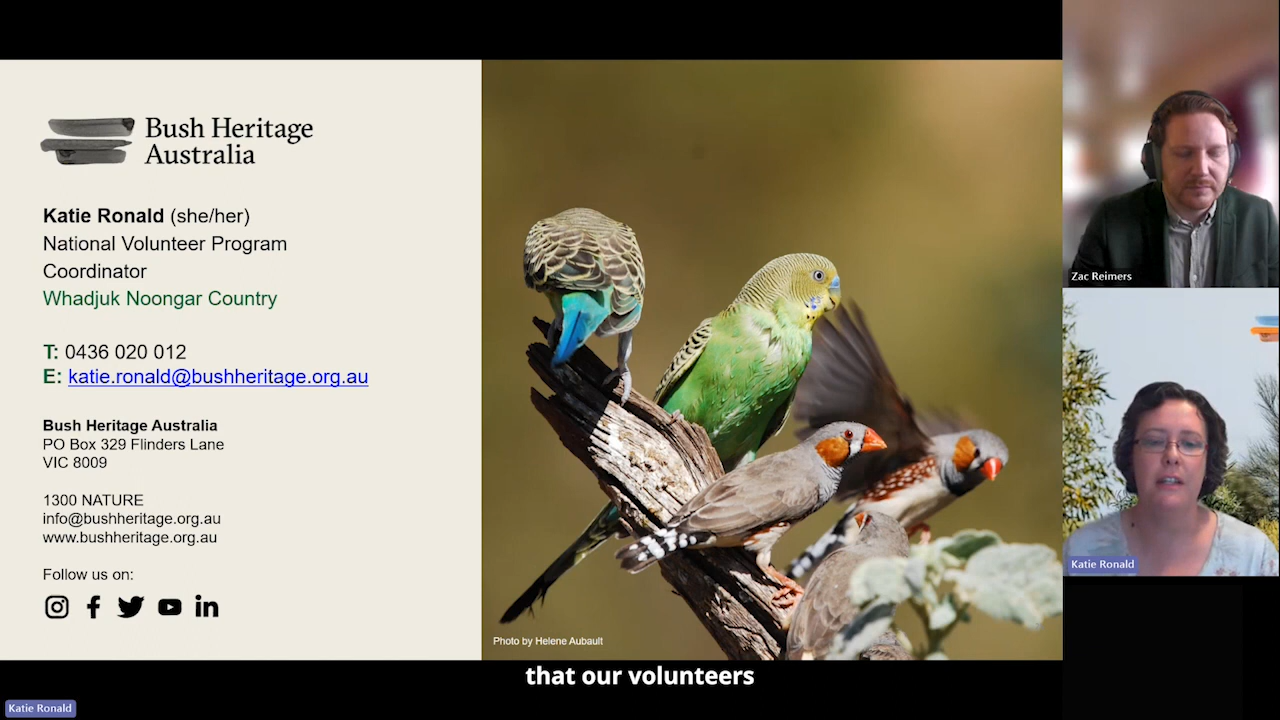 Bush Heritage
Australia
Katie Ronald (she/her)
National Volunteer Program
Coordinator
Whadjuk Noongar Country
T: 0436 020 012
E: katie.ronald@bushheritage.org.au
Bush Heritage Australia
PO Box 329 Flinders Lane
VIC 8009
1300 NATURE
info@bushheritage.org.au
www.bushheritage.org.au
Follow us on:
Photo by Helene Aubault
Zac Reimers
Katie Ronald
that our volunteers
Katie Ronald